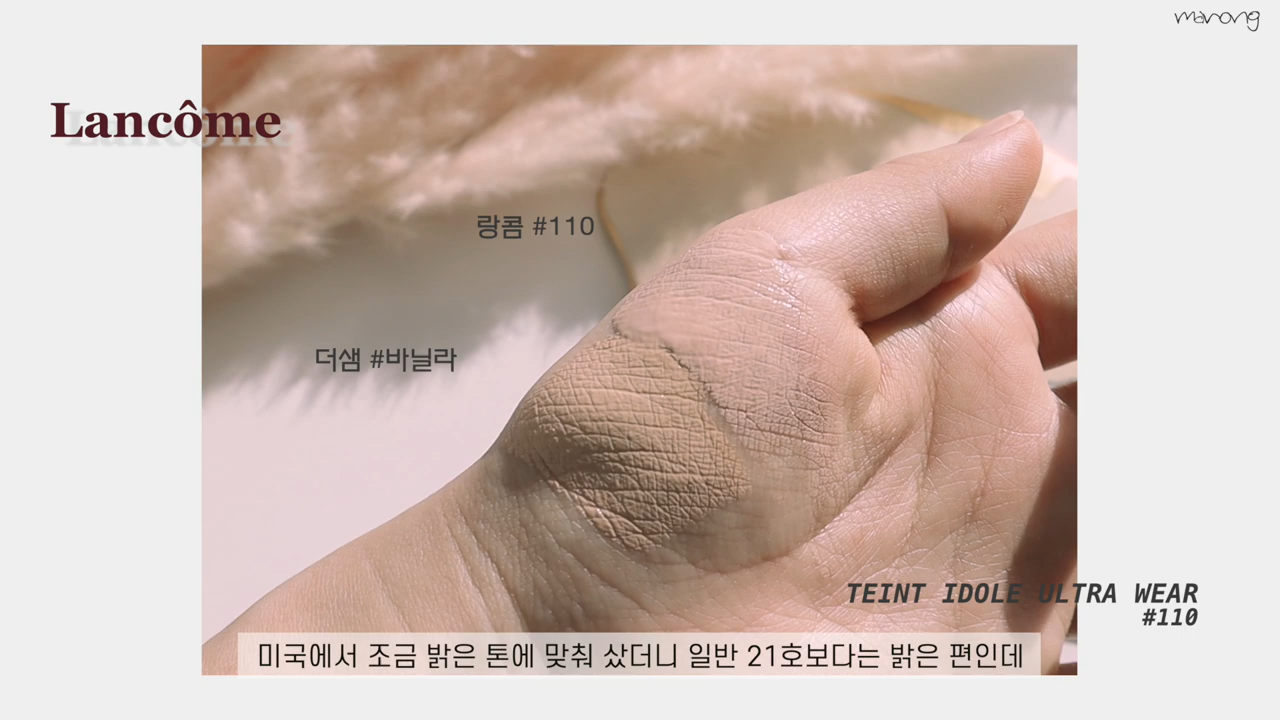 marong
Lancôme
랑콤 #110
더샘 #바닐라
TEINT IDOLE ULTRA WEAR
#110
미국에서 조금 밝은 톤에 맞춰 샀더니 일반 21호보다는 밝은 편인데